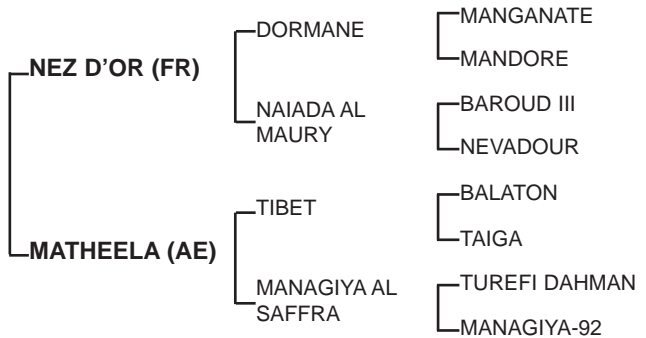 MANGANATE
DORMANE
MANDORE
NEZ D’OR (FR)
BAROUD III
NAIADA AL
MAURY
NEVADOUR
BALATON
TIBET
TAIGA
MATHEELA (AE)
TUREFI DAHMAN
MANAGIYA AL
SAFFRA
MANAGIYA-92